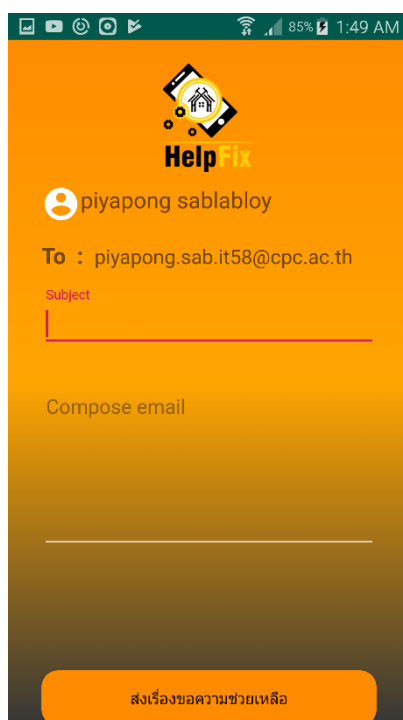 85% 1:49 AM
HelpFix
piyapong sablabloy
To : piyapong.sab.it58@cpc.ac.th
Subject
Compose email
ส่งเรื่องขอความช่วยเหลือ